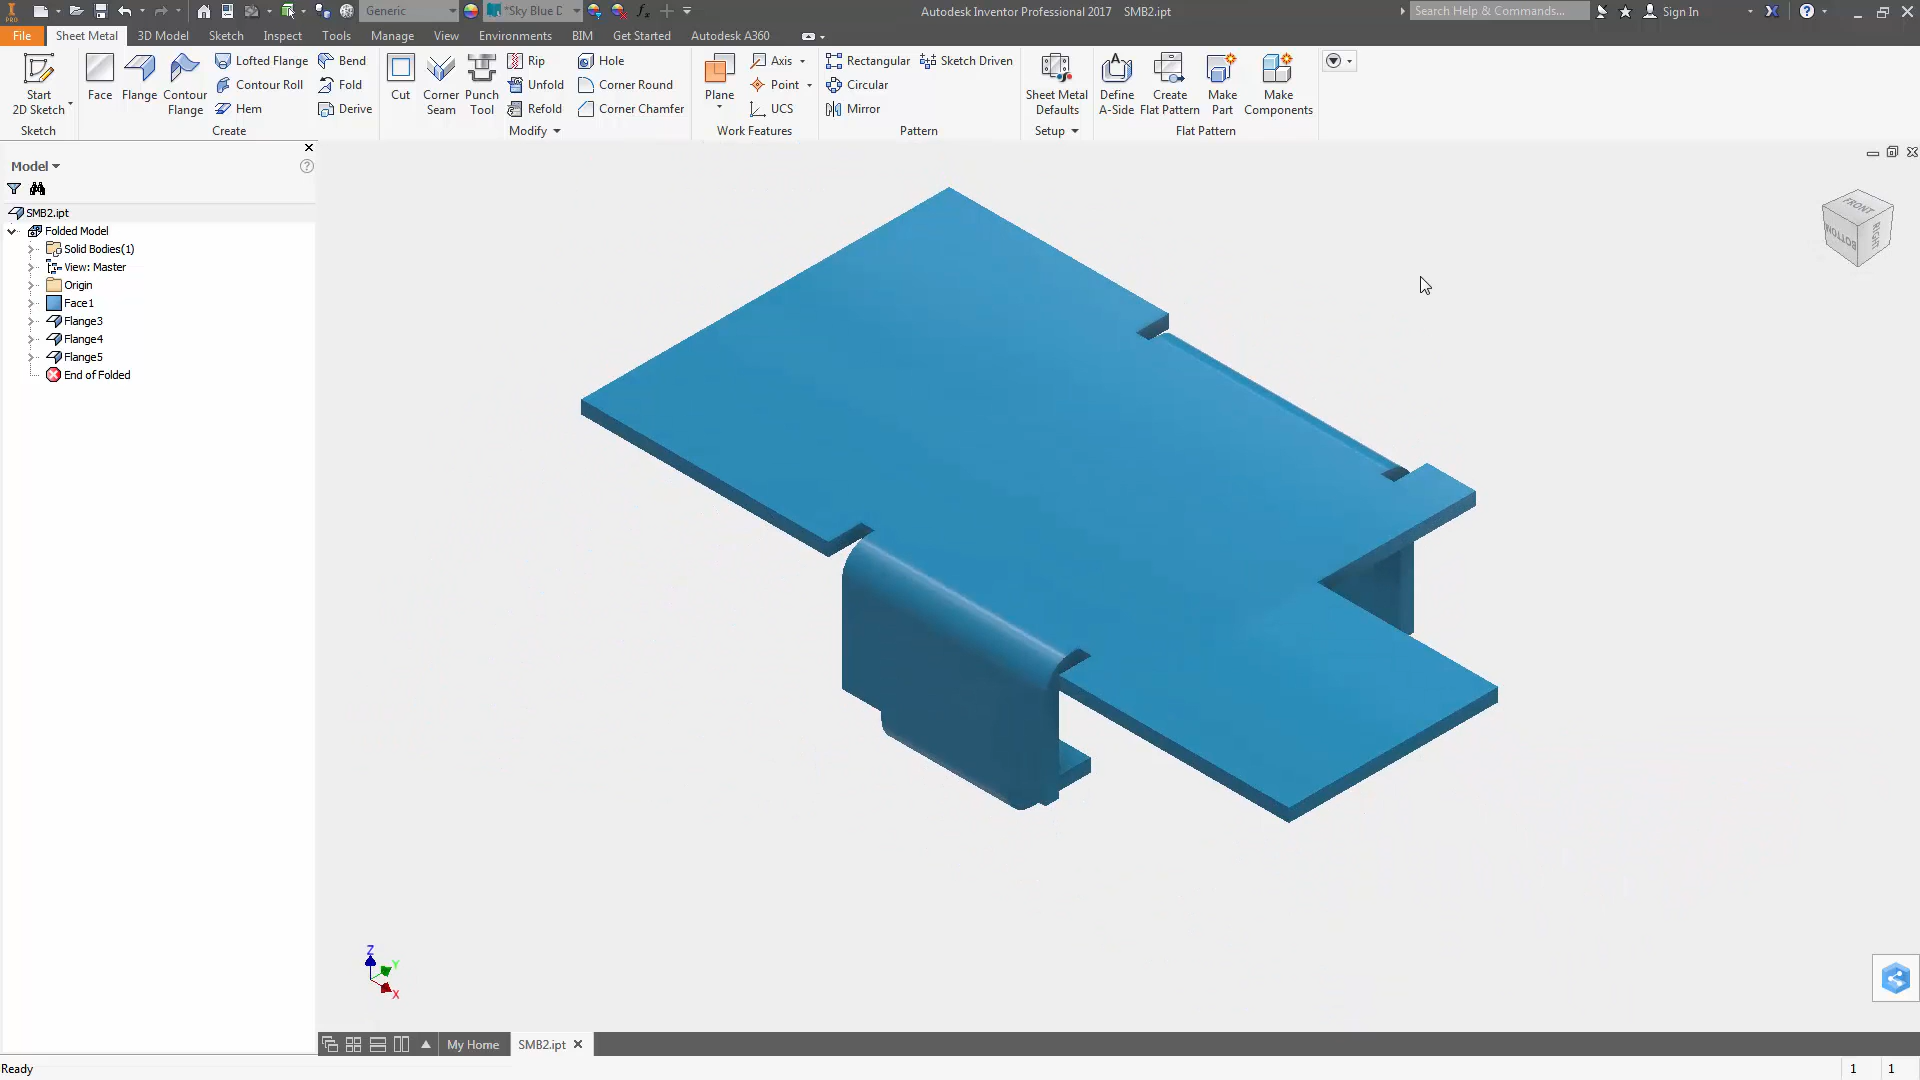 Generic
*Sky Blue D
fx
Autodesk Inventor Professional 2017 SMB2.ipt
Search Help & Commands...
Sign In
PRO
File
Sheet Metal
3D Model
Sketch
Inspect
Tools
Manage
View
Environments
BIM
Get Started
Autodesk A360
Start
2D Sketch
Sketch
Face
Flange
Contour
Flange
Lofted Flange
Contour Roll
Hem
Bend
Fold
Derive
Create
Cut
Corner
Seam
Punch
Tool
Rip
Unfold
Refold
Hole
Corner Round
Corner Chamfer
Modify
Plane
Axis
Point
UCS
Work Features
Rectangular
Circular
Mirror
Sketch Driven
Pattern
Sheet Metal
Defaults
Setup
Define
A-Side
Create
Flat Pattern
Make
Part
Make
Components
Flat Pattern
Model
SMB2.ipt
Folded Model
Solid Bodies(1)
View: Master
Origin
Face1
Flange3
Flange4
Flange5
End of Folded
FRONT
BOTTOM
RIGHT
Z
Y
X
My Home
SMB2.ipt
Ready
1
1